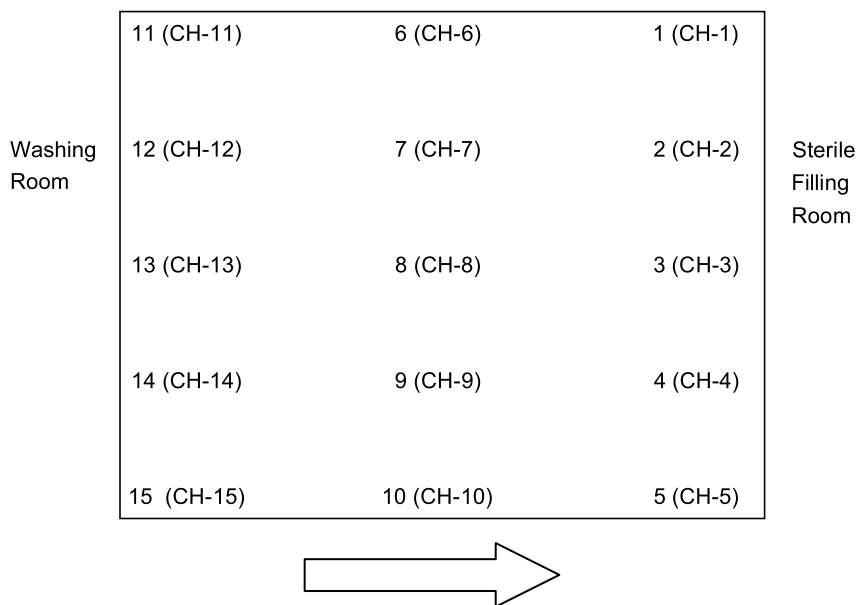 11 (CH-11) 6 (CH-6) 1 (CH-1)
Washing 12 (CH-12) 7 (CH-7) 2 (CH-2) Sterile
Room Filling
Room
13 (CH-13) 8 (CH-8) 3 (CH-3)
14 (CH-14) 9 (CH-9) 4 (CH-4)
15 (CH-15) 10 (CH-10) 5 (CH-5)